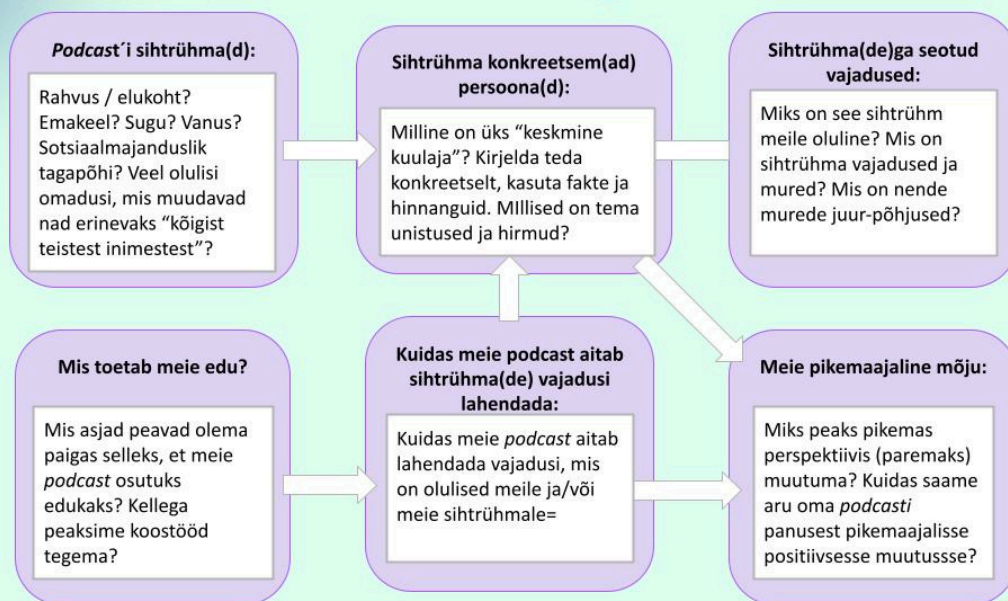 Podcast´i sihtrühma(d):
Rahvus / elukoht?
Emakeel? Sugu? Vanus?
Sotsiaalmajanduslik
tagapõhi? Veel olulisi
omadusi, mis muudavad
nad erinevaks “kõigist
teistest inimestest”?
Sihtrühma konkreetsem(ad)
persoona(d):
Milline on üks “keskmine
kuulaja”? Kirjelda teda
konkreetselt, kasuta fakte ja
hinnanguid. MIllised on tema
unistused ja hirmud?
Sihtrühma(de)ga seotud
vajadused:
Miks on see sihtrühm
meile oluline? Mis on
sihtrühma vajadused ja
mured? Mis on nende
murede juur-põhjused?
Mis toetab meie edu?
Mis asjad peavad olema
paigas selleks, et meie
podcast osutuks
edukaks? Kellega
peaksime koostööd
tegema?
Kuidas meie podcast aitab
sihtrühma(de) vajadusi
lahendada:
Kuidas meie podcast aitab
lahendada vajadusi, mis
on olulised meile ja/või
meie sihtrühmale=
Meie pikemaajaline mõju:
Miks peaks pikemas
perspektiivis (paremaks)
muutuma? Kuidas saame
aru oma podcasti
panusest pikemaajalisse
positiivsesse muutussse?